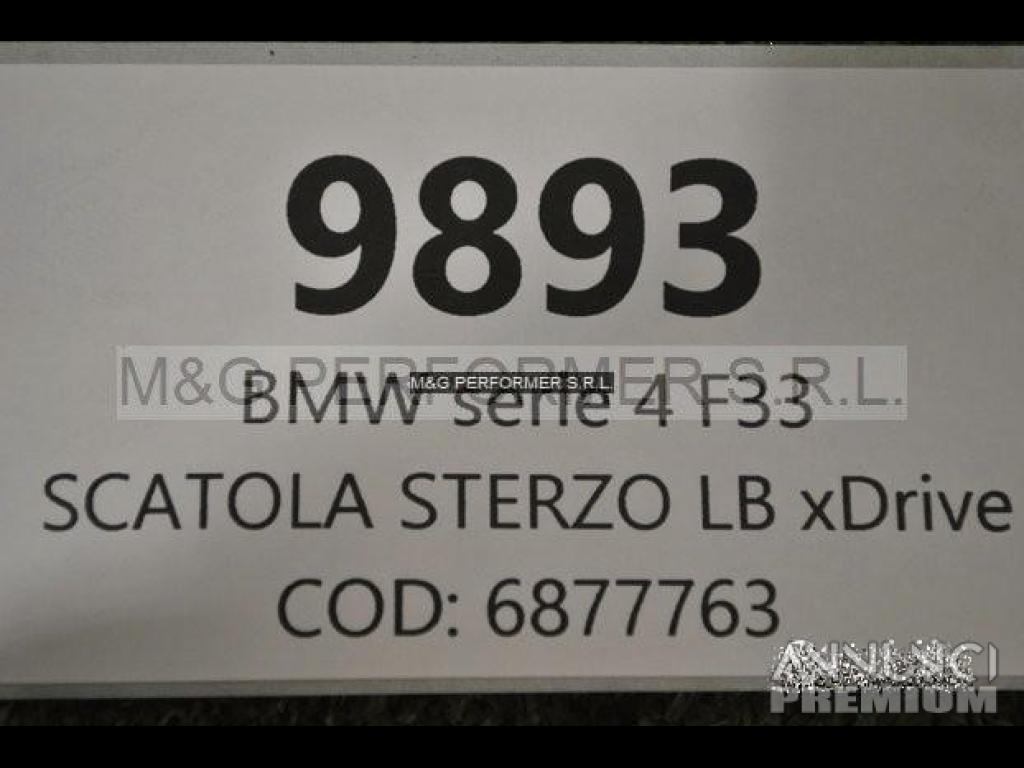 9893
M&G PERFORMER S.R.L.
M&G PERFORMER S.R.L.
BMW serie 4 F33
SCATOLA STERZO LB xDrive
COD: 6877763
ANNUNCI
PREMIUM